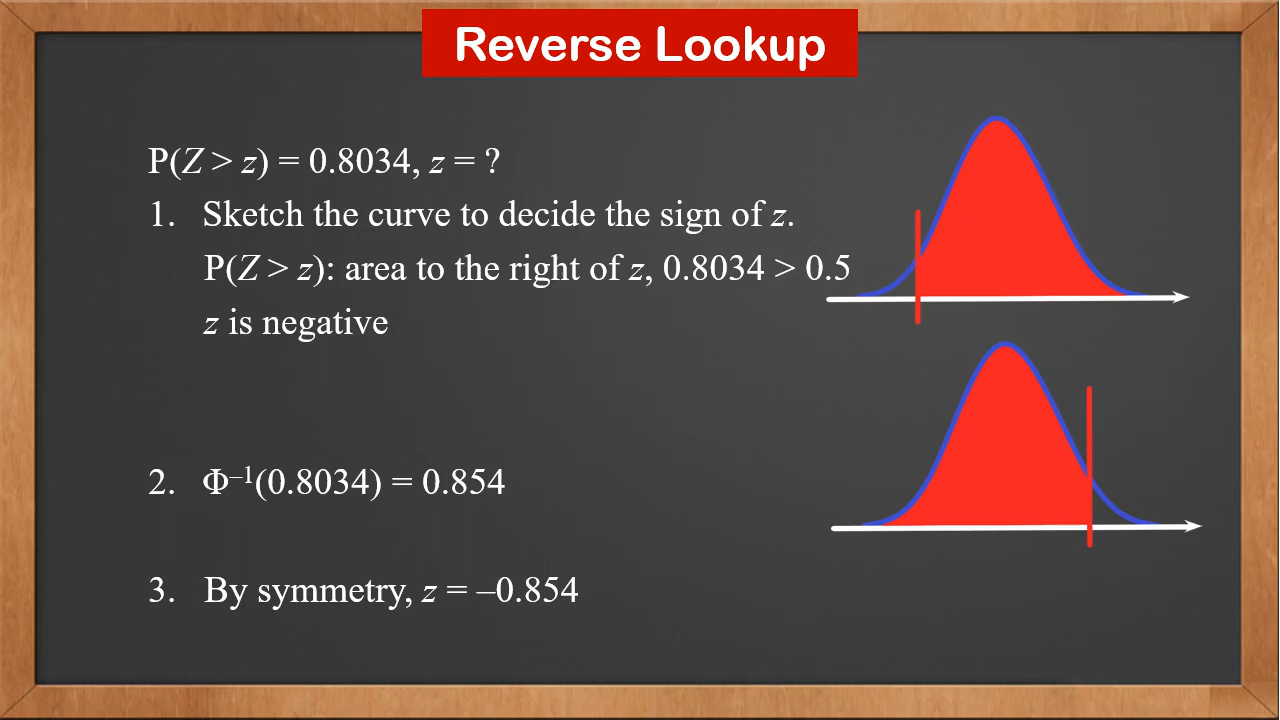 Reverse Lookup
P(Z > z) = 0.8034, z = ?
1. Sketch the curve to decide the sign of z.
P(Z > z): area to the right of z, 0.8034 > 0.5
z is negative
2. Φ⁻¹(0.8034) = 0.854
3. By symmetry, z = –0.854